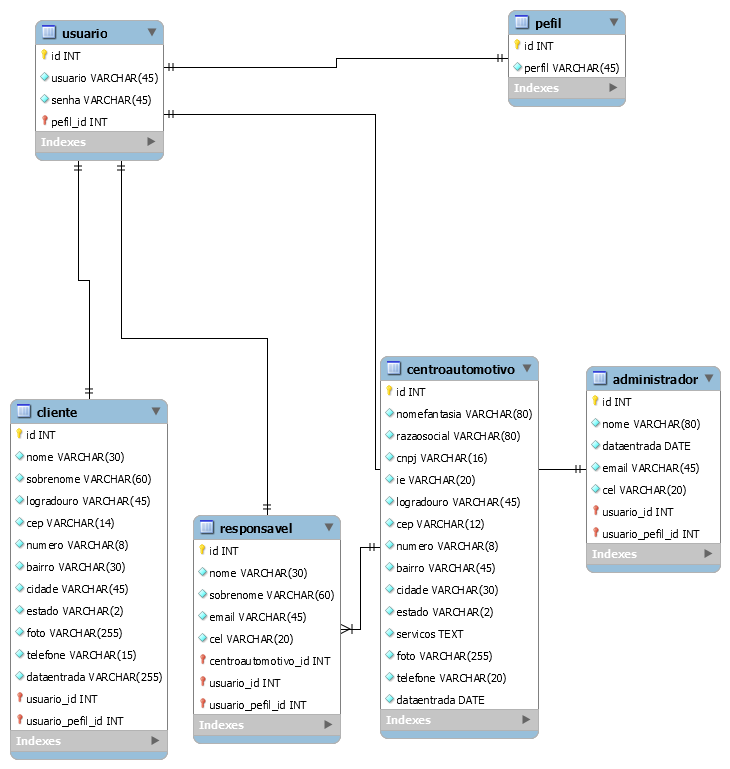 usuario
id INT
usuario VARCHAR(45)
senha VARCHAR(45)
pefil_id INT
Indexes
pefil
id INT
perfil VARCHAR(45)
Indexes
cliente
id INT
nome VARCHAR(30)
sobrenome VARCHAR(60)
logradouro VARCHAR(45)
cep VARCHAR(14)
numero VARCHAR(8)
bairro VARCHAR(30)
cidade VARCHAR(45)
estado VARCHAR(2)
foto VARCHAR(255)
telefone VARCHAR(15)
dataentrada VARCHAR(255)
usuario_id INT
usuario_pefil_id INT
Indexes
responsavel
id INT
nome VARCHAR(30)
sobrenome VARCHAR(60)
email VARCHAR(45)
cel VARCHAR(20)
centroautomotivo_id INT
usuario_id INT
usuario_pefil_id INT
Indexes
centroautomotivo
id INT
nomefantasia VARCHAR(80)
razaosocial VARCHAR(80)
cnpj VARCHAR(16)
ie VARCHAR(20)
logradouro VARCHAR(45)
cep VARCHAR(12)
numero VARCHAR(8)
bairro VARCHAR(45)
cidade VARCHAR(30)
estado VARCHAR(2)
servicos TEXT
foto VARCHAR(255)
telefone VARCHAR(20)
dataentrada DATE
Indexes
administrador
id INT
nome VARCHAR(80)
dataentrada DATE
email VARCHAR(45)
cel VARCHAR(20)
usuario_id INT
usuario_pefil_id INT
Indexes